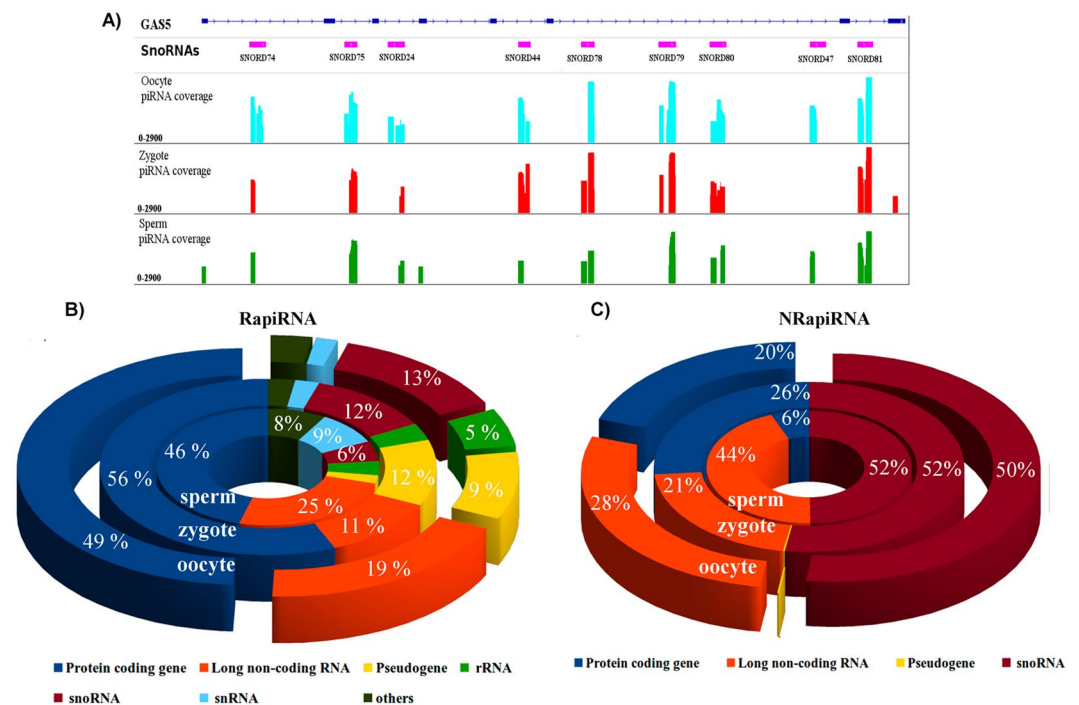 A)
GAS5
SnoRNAs
SNORD74 SNORD75 SNORD24 SNORD44 SNORD78 SNORD79 SNORD80 SNORD47 SNORD81
Oocyte
piRNA coverage
0-2900
Zygote
piRNA coverage
0-2900
Sperm
piRNA coverage
0-2900
B)
RapiRNA
13%
12%
8%
9%
6%
5 %
46 %
12 %
9 %
56 %
sperm
25 %
zygote
11 %
49 %
oocyte
19 %
Protein coding gene Long non-coding RNA Pseudogene rRNA
snoRNA snRNA others
C)
NRapiRNA
20%
26%
6%
44%
52% 52% 50%
21%
28%
sperm
zygote
oocyte
Protein coding gene Long non-coding RNA Pseudogene snoRNA